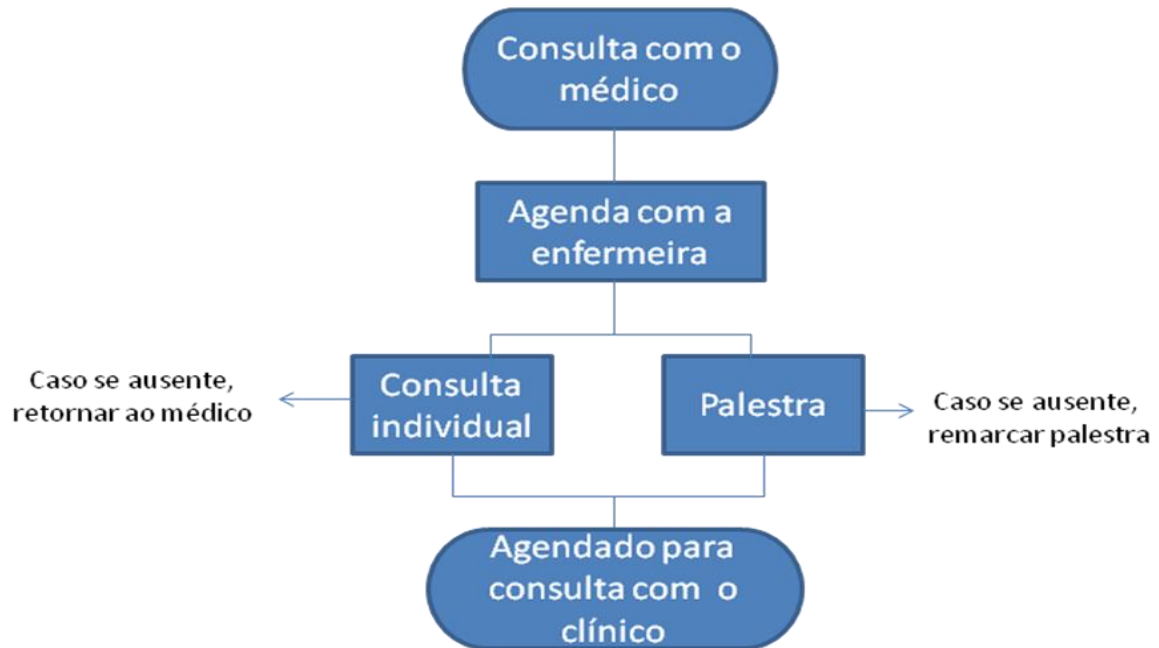 Consulta com o
médico
Agenda com a
enfermeira
Caso se ausente,
retornar ao médico
Consulta
individual
Palestra
Caso se ausente,
remarcar palestra
Agendado para
consulta com o
clínico